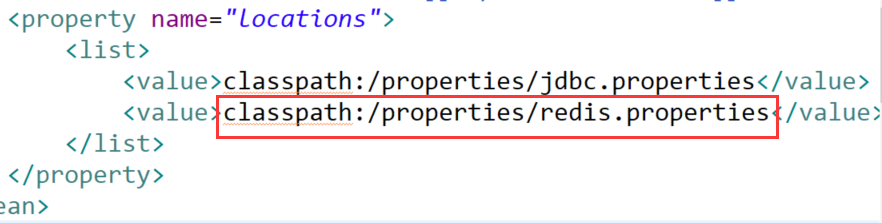 <property name="locations">
<list>
<value>classpath:/properties/jdbc.properties</value>
<value>classpath:/properties/redis.properties</value>
</list>
</property>
ean>